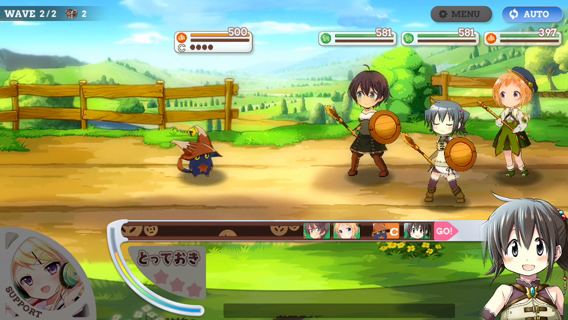 WAVE 2/2 2
MENU
AUTO
500
C
581
581
397
C
GO!
とっておき
SUPPORT